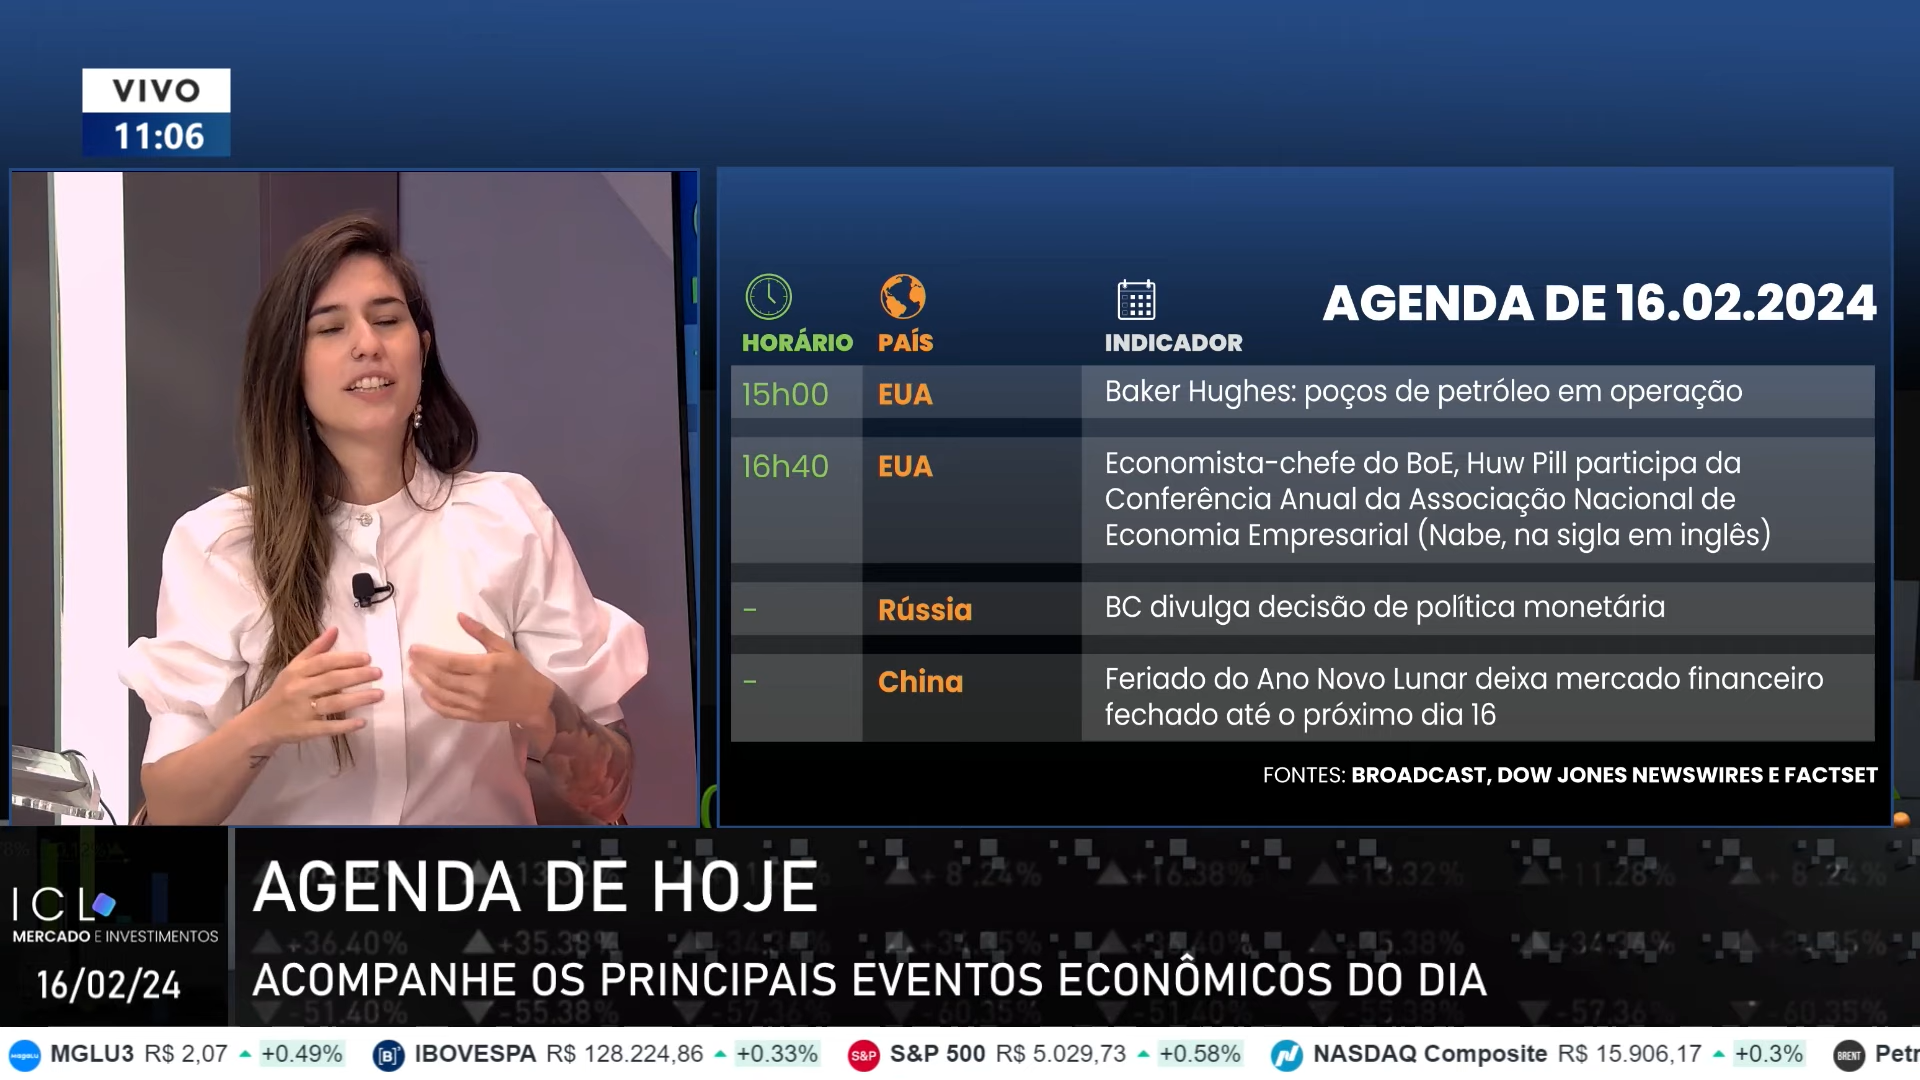 VIVO
11:06
AGENDA DE 16.02.2024
HORÁRIO PAÍS INDICADOR
15h00 EUA Baker Hughes: poços de petróleo em operação
16h40 EUA Economista-chefe do BoE, Huw Pill participa da
Conferência Anual da Associação Nacional de
Economia Empresarial (Nabe, na sigla em inglês)
- Rússia BC divulga decisão de política monetária
- China Feriado do Ano Novo Lunar deixa mercado financeiro
fechado até o próximo dia 16
FONTES: BROADCAST, DOW JONES NEWSWIRES E FACTSET
ICL
MERCADO E INVESTIMENTOS
16/02/24
AGENDA DE HOJE
ACOMPANHE OS PRINCIPAIS EVENTOS ECONÔMICOS DO DIA
MGLU3 R$ 2,07 +0.49% IBOVESPA R$ 128.224,86 +0.33% S&P S&P 500 R$ 5.029,73 +0.58% NASDAQ Composite R$ 15.906,17 +0.3% BRENT Petr